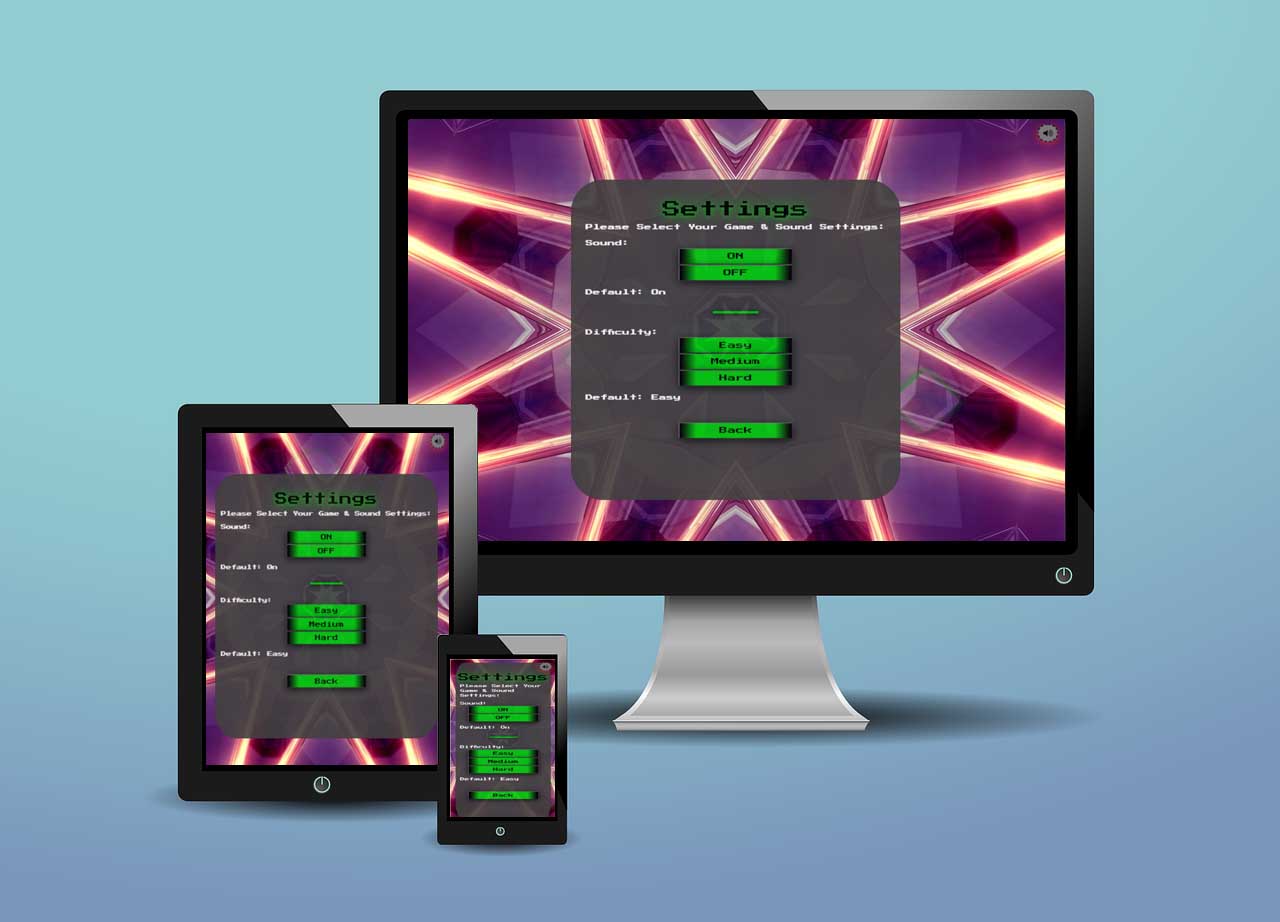 Settings
Please Select Your Game & Sound Settings:
Sound:
ON
OFF
Default: On
Difficulty:
Easy
Medium
Hard
Default: Easy
Back
Settings
Please Select Your Game & Sound Settings:
Sound:
ON
OFF
Default: On
Difficulty:
Easy
Medium
Hard
Default: Easy
Back
Settings
Please Select Your
Game & Sound
Settings:
Sound:
ON
OFF
Default: On
Difficulty:
Easy
Medium
Hard
Default: Easy
Back